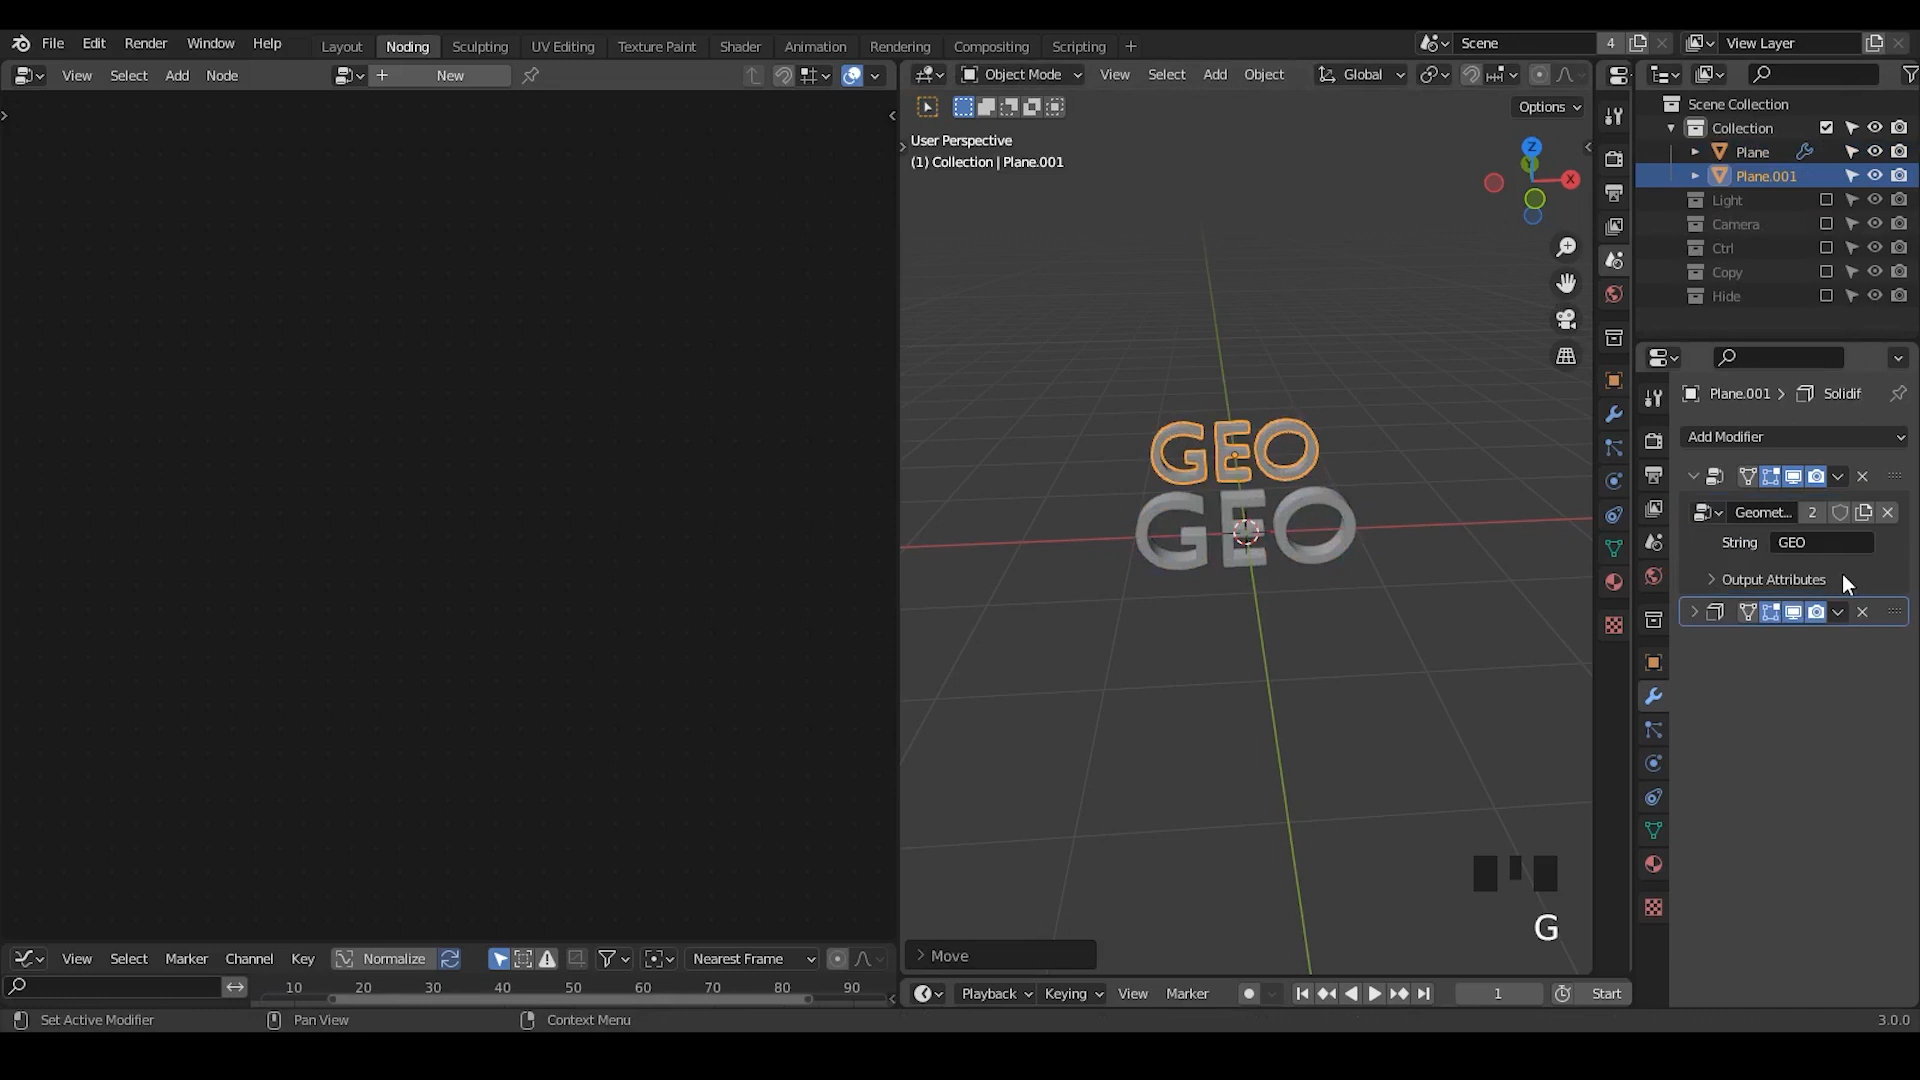 File Edit Render Window Help Layout Noding Sculpting UV Editing Texture Paint Shader Animation Rendering Compositing Scripting + Scene 4 View Layer
View Select Add Node + New Object Mode View Select Add Object Global
Options
User Perspective
(1) Collection | Plane.001
Z
Y
X
Scene Collection
Collection
Plane
Plane.001
Light
Camera
Ctrl
Copy
Hide
Plane.001 > Solidif
Add Modifier
Geomet... 2
String GEO
Output Attributes
GEO
GEO
G
> Move
View Select Marker Channel Key Normalize Nearest Frame
10 20 30 40 50 60 70 80 90
Playback Keying View Marker 1 Start
Set Active Modifier Pan View Context Menu 3.0.0